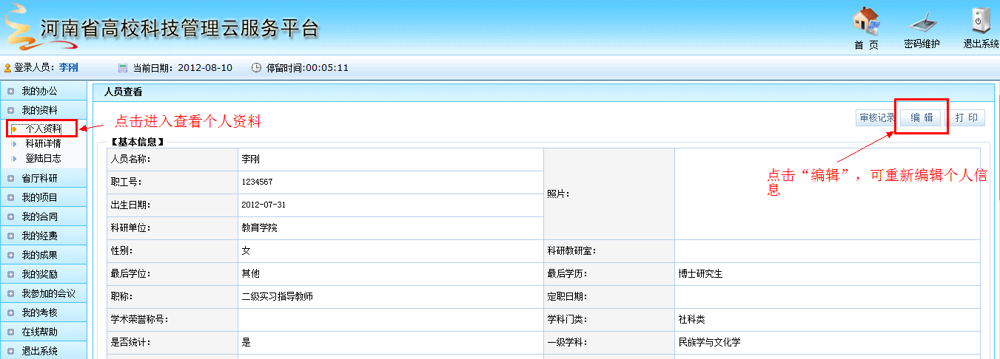 河南省高校科技管理云服务平台
首 页
密码维护
退出系统
登录人员：李刚
当前日期：2012-08-10
停留时间:00:05:11
我的办公
我的资料
个人资料
科研详情
登陆日志
省厅科研
我的项目
我的合同
我的经费
我的成果
我的奖励
我参加的会议
我的考核
在线帮助
退出系统
人员查看
点击进入查看个人资料
审核记录
编 辑
打 印
点击“编辑”，可重新编辑个人信
息
【基本信息】
人员名称： 李刚
职工号： 1234567
照片：
出生日期： 2012-07-31
科研单位： 教育学院
性别： 女 科研教研室：
最后学位： 其他 最后学历： 博士研究生
职称： 二级实习指导教师 定职日期：
学术荣誉称号： 学科门类： 社科类
是否统计： 是 一级学科： 民族学与文化学